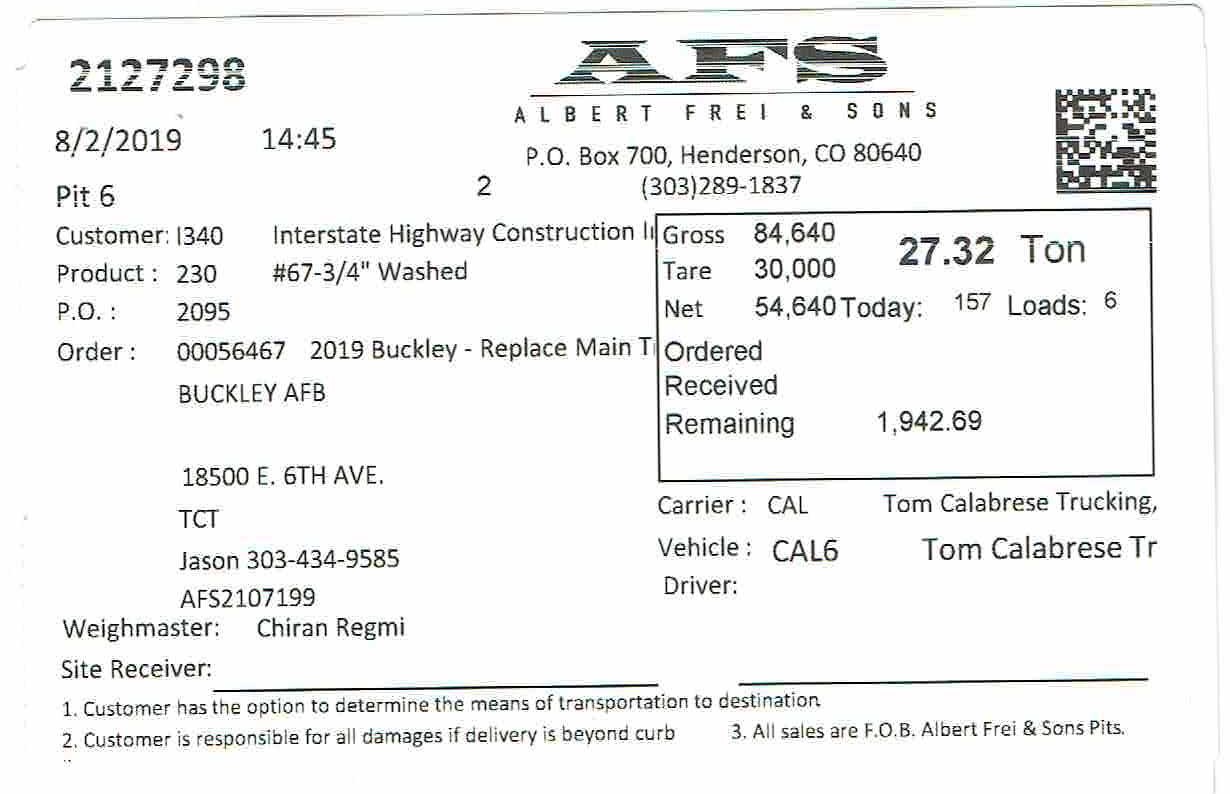 2127298
AFS
ALBERT FREI & SONS
8/2/2019 14:45
P.O. Box 700, Henderson, CO 80640
Pit 6 2 (303)289-1837
Customer: I340 Interstate Highway Construction I
Product : 230 #67-3/4" Washed
P.O. : 2095
Order : 00056467 2019 Buckley - Replace Main T
BUCKLEY AFB
18500 E. 6TH AVE.
TCT
Jason 303-434-9585
AFS2107199
Gross 84,640 27.32 Ton
Tare 30,000
Net 54,640 Today: 157 Loads: 6
Ordered
Received
Remaining 1,942.69
Carrier : CAL Tom Calabrese Trucking,
Vehicle : CAL6 Tom Calabrese Tr
Driver:
Weighmaster: Chiran Regmi
Site Receiver:
1. Customer has the option to determine the means of transportation to destination
2. Customer is responsible for all damages if delivery is beyond curb 3. All sales are F.O.B. Albert Frei & Sons Pits.